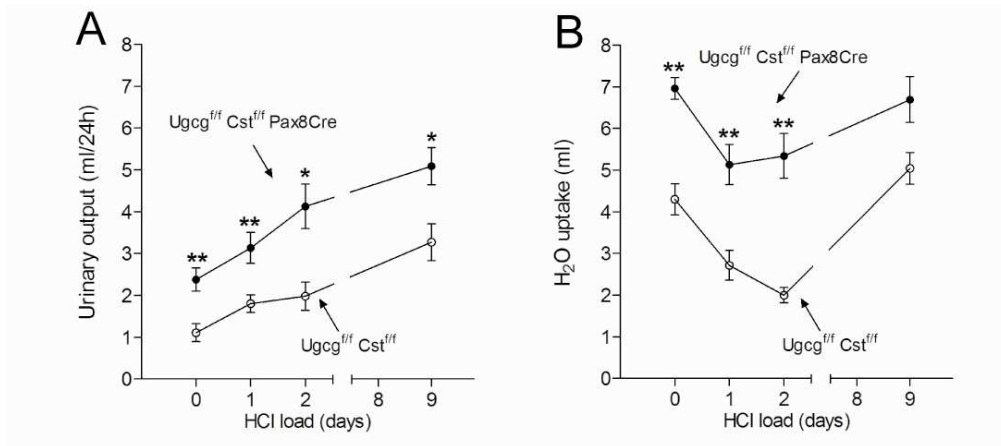 A
B
Urinary output (ml/24h)
8
7
6
5
4
3
2
1
0
Ugcg^f/f Cst^f/f Pax8Cre
**
**
*
*
Ugcg^f/f Cst^f/f
0 1 2 8 9
HCl load (days)
H₂O uptake (ml)
8
7
6
5
4
3
2
1
0
Ugcg^f/f Cst^f/f Pax8Cre
**
**
**
Ugcg^f/f Cst^f/f
0 1 2 8 9
HCl load (days)